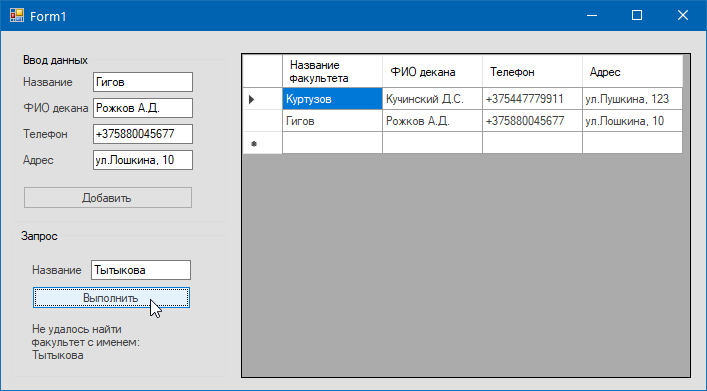 Form1
Ввод данных
Название Гигов
ФИО декана Рожков А.Д.
Телефон +375880045677
Адрес ул.Пошкина, 10
Добавить
Запрос
Название Тытыкова
Выполнить
Не удалось найти
факультет с именем:
Тытыкова
Название
факультета ФИО декана Телефон Адрес
Куртузов Кучинский Д.С. +375447779911 ул.Пушкина, 123
Гигов Рожков А.Д. +375880045677 ул.Пошкина, 10